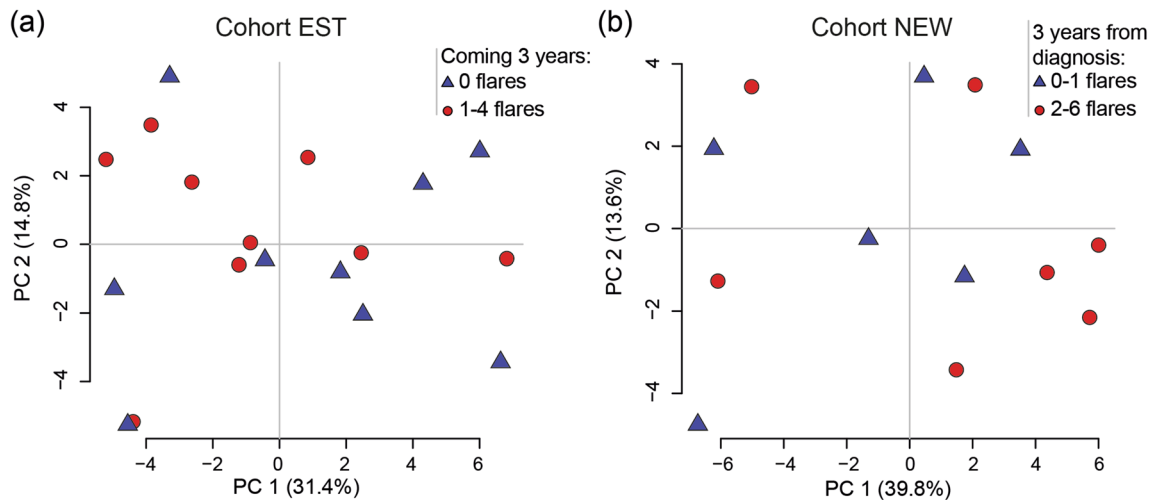 (a)
Cohort EST
Coming 3 years:
0 flares
1-4 flares
4
2
0
−2
−4
PC 2 (14.8%)
−4
−2
0
2
4
6
PC 1 (31.4%)
(b)
Cohort NEW
3 years from
diagnosis:
0-1 flares
2-6 flares
4
2
0
−2
−4
PC 2 (13.6%)
−6
−4
−2
0
2
4
6
PC 1 (39.8%)